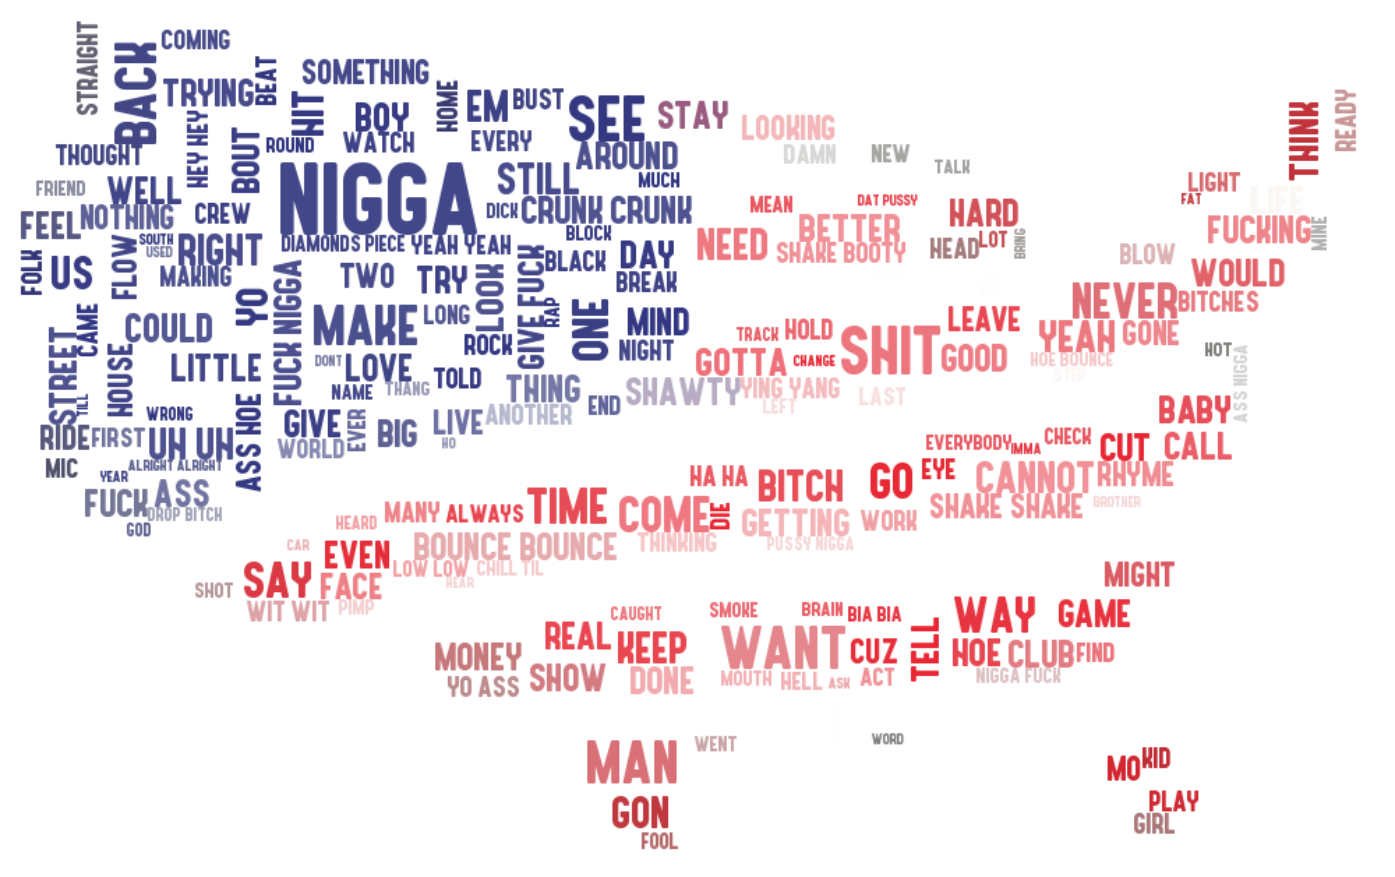 STRAIGHT
BACK
COMING
TRYING
BEAT
SOMETHING
HIT
BOY
HOME
EM
BUST
SEE
STAY
LOOKING
THINK
READY
HEY HEY
BOUT
ROUND
WATCH
EVERY
AROUND
DAMN
NEW
TALK
THOUGHT
FRIEND
WELL
NIGGA
STILL
MUCH
LIGHT
FAT
LIFE
FEEL
NOTHING
CREW
DICK
CRUNK CRUNK
MEAN
DAT PUSSY
HARD
FUCKING
MINE
SOUTH
USED
RIGHT
DIAMONDS
PIECE
YEAH YEAH
BLOCK
NEED
BETTER
SHAKE BOOTY
HEAD
LOT
BRING
BLOW
FOLK
US
FLOW
MAKING
TWO
TRY
LOOK
GIVE FUCK
BLACK
DAY
BREAK
WOULD
BITCHES
NEVER
CAME
COULD
YO
FUCK NIGGA
MAKE
LONG
RAP
ONE
MIND
TRACK
HOLD
SHIT
LEAVE
YEAH
GONE
STREET
HOUSE
LITTLE
DONT
LOVE
ROCK
NIGHT
GOTTA
CHANGE
GOOD
HOE BOUNCE
STEP
HOT
ASS NIGGA
TILL
WRONG
ASS HOE
NAME
THANG
TOLD
THING
END
SHAWTY
YING YANG
LEFT
LAST
BABY
RIDE
FIRST
UH UH
GIVE
EVER
BIG
LIVE
HO
ANOTHER
WORLD
EVERYBODY
IMMA
CHECK
CUT
CALL
MIC
YEAR
ALRIGHT ALRIGHT
HA HA
BITCH
GO
EYE
CANNOT
RHYME
FUCK
ASS
DROP BITCH
GOD
HEARD
MANY
ALWAYS
TIME
COME
DIE
GETTING
WORK
SHAKE SHAKE
BROTHER
CAR
EVEN
BOUNCE BOUNCE
THINKING
PUSSY NIGGA
SHOT
SAY
FACE
LOW LOW
CHILL
TIL
HEAR
MIGHT
WIT WIT
PIMP
CAUGHT
SMOKE
BRAIN
BIA BIA
WAY
GAME
MONEY
REAL
KEEP
WANT
CUZ
TELL
HOE
CLUB
FIND
YO ASS
SHOW
DONE
MOUTH
HELL
ASK
ACT
NIGGA FUCK
MAN
WENT
WORD
MO
KID
GON
PLAY
FOOL
GIRL